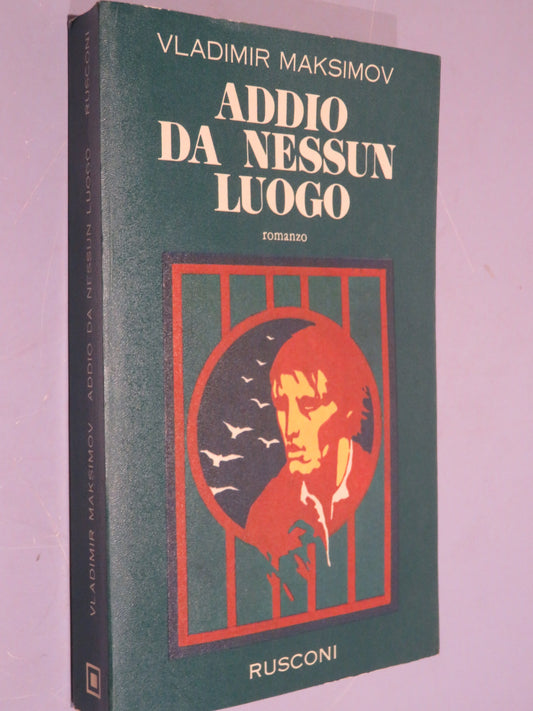 VLADIMIR MAKSIMOV
ADDIO
DA NESSUN
LUOGO
romanzo
RUSCONI
VLADIMIR MAKSIMOV ADDIO DA NESSUN LUOGO RUSCONI